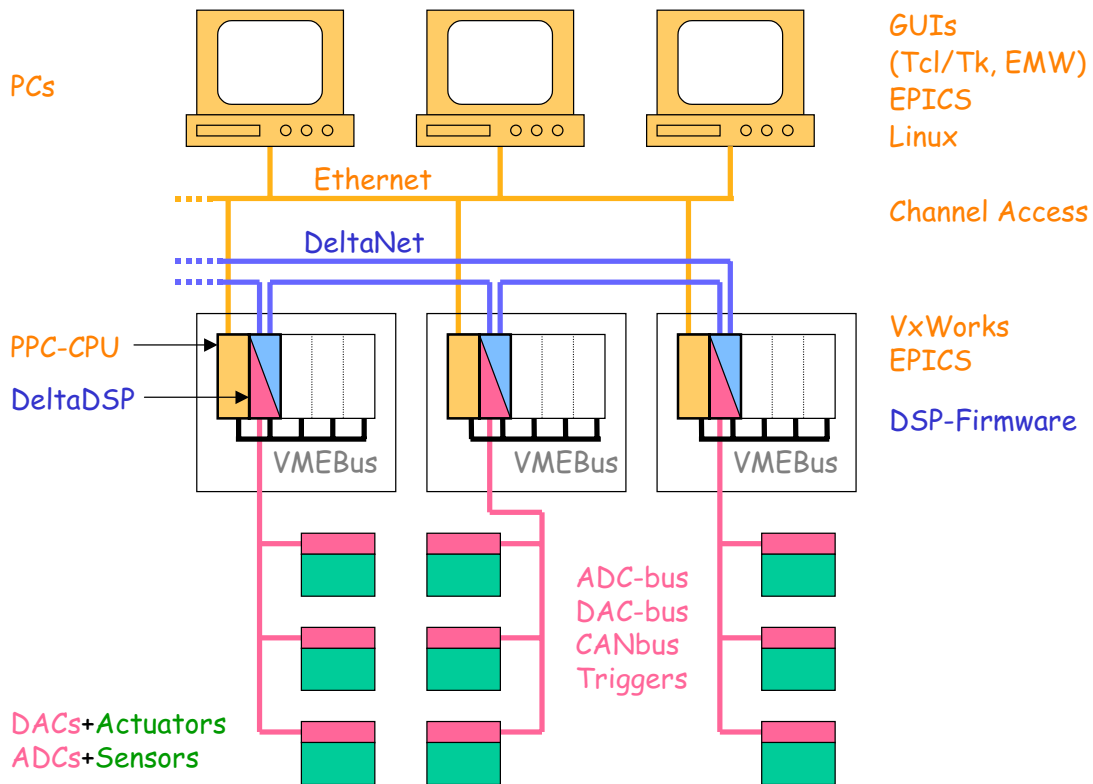 GUIs
(Tcl/Tk, EMW)
PCs
EPICS
Linux
Ethernet
Channel Access
DeltaNet
VxWorks
PPC-CPU
EPICS
DeltaDSP
DSP-Firmware
VMEBus
VMEBus
VMEBus
ADC-bus
DAC-bus
CANbus
Triggers
DACs+Actuators
ADCs+Sensors